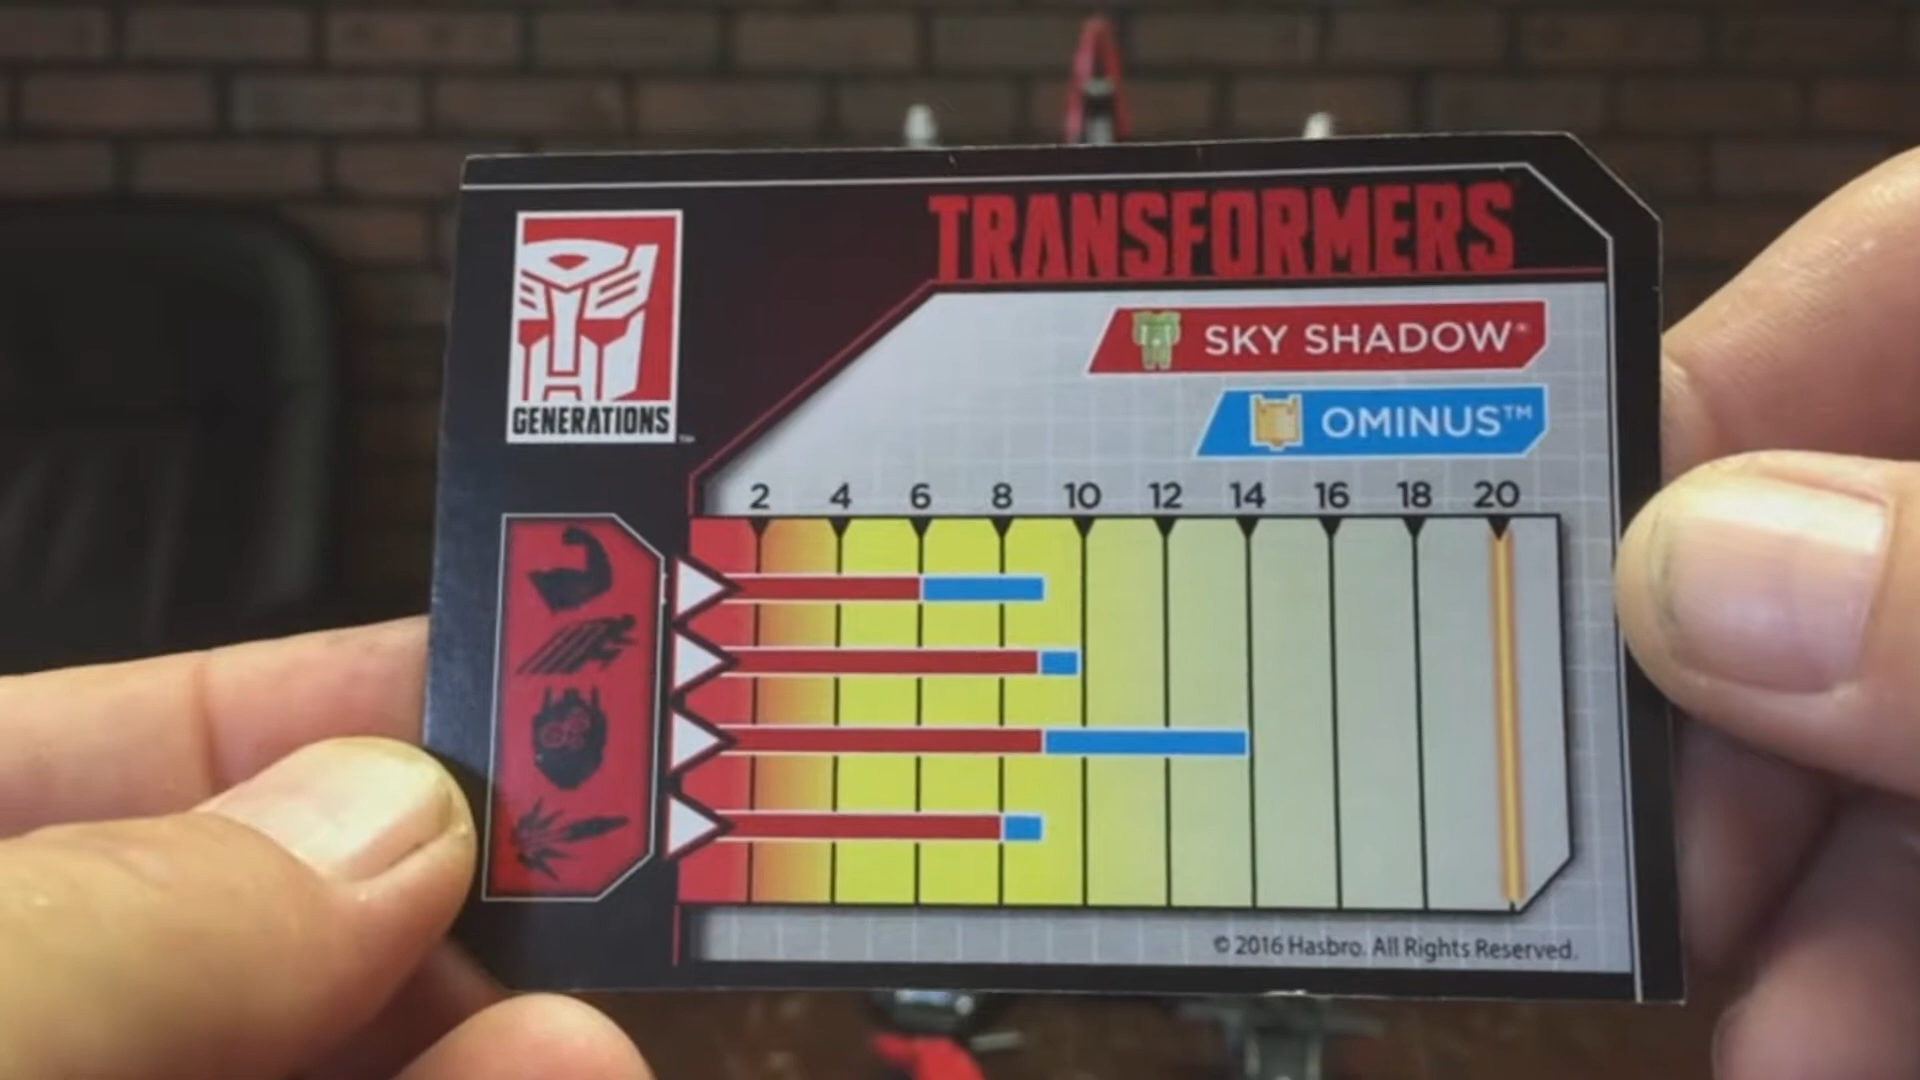 TRANSFORMERS
GENERATIONS™
SKY SHADOW®
OMINUS™
2 4 6 8 10 12 14 16 18 20
© 2016 Hasbro. All Rights Reserved.